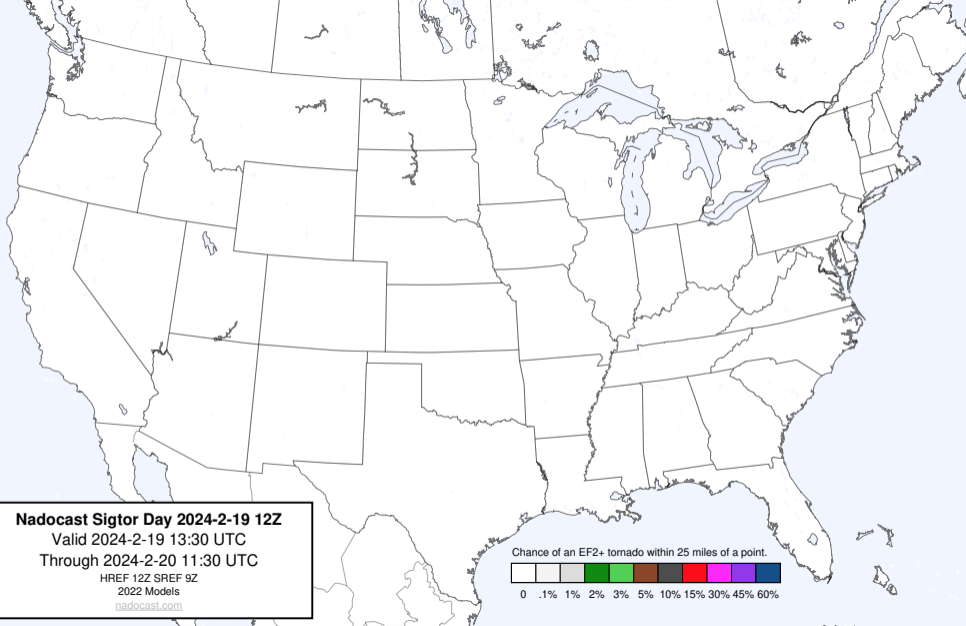 Nadocast Sigtor Day 2024-2-19 12Z
Valid 2024-2-19 13:30 UTC
Through 2024-2-20 11:30 UTC
HREF 12Z SREF 9Z
2022 Models
nadocast.com
Chance of an EF2+ tornado within 25 miles of a point.
0 .1% 1% 2% 3% 5% 10% 15% 30% 45% 60%